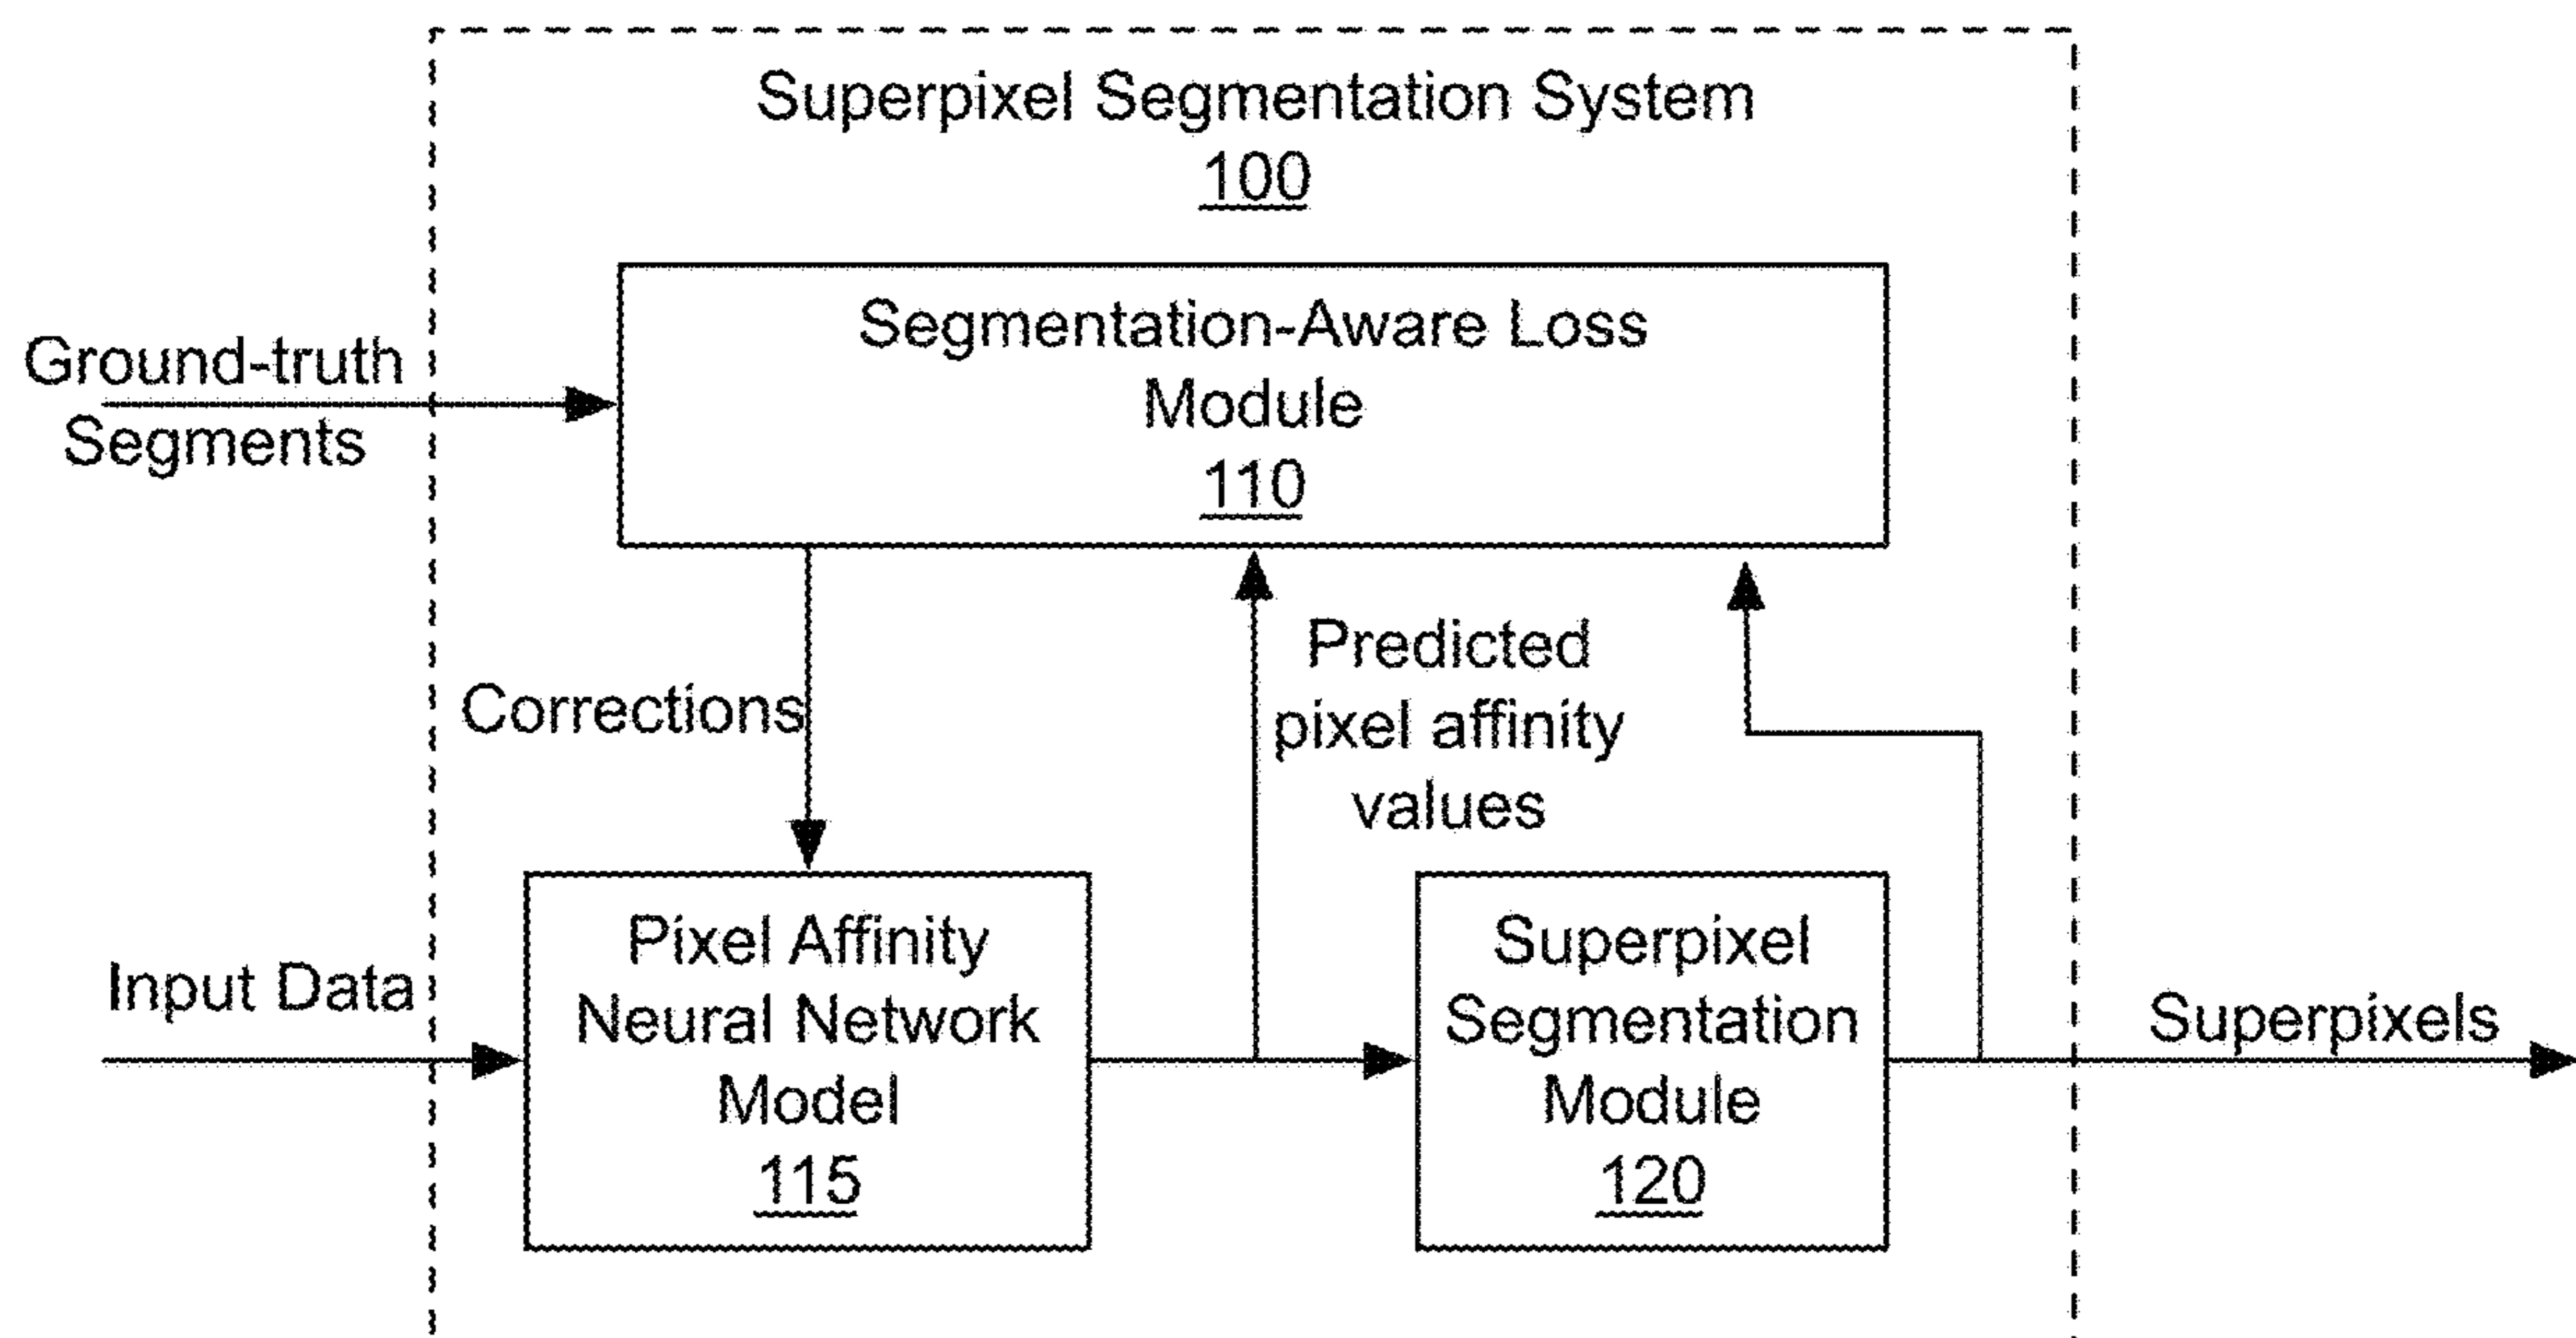 Superpixel Segmentation System
100
Ground-truth
Segments
Segmentation-Aware Loss
Module
110
Corrections
Predicted
pixel affinity
values
Input Data
Pixel Affinity
Neural Network
Model
115
Superpixel
Segmentation
Module
120
Superpixels